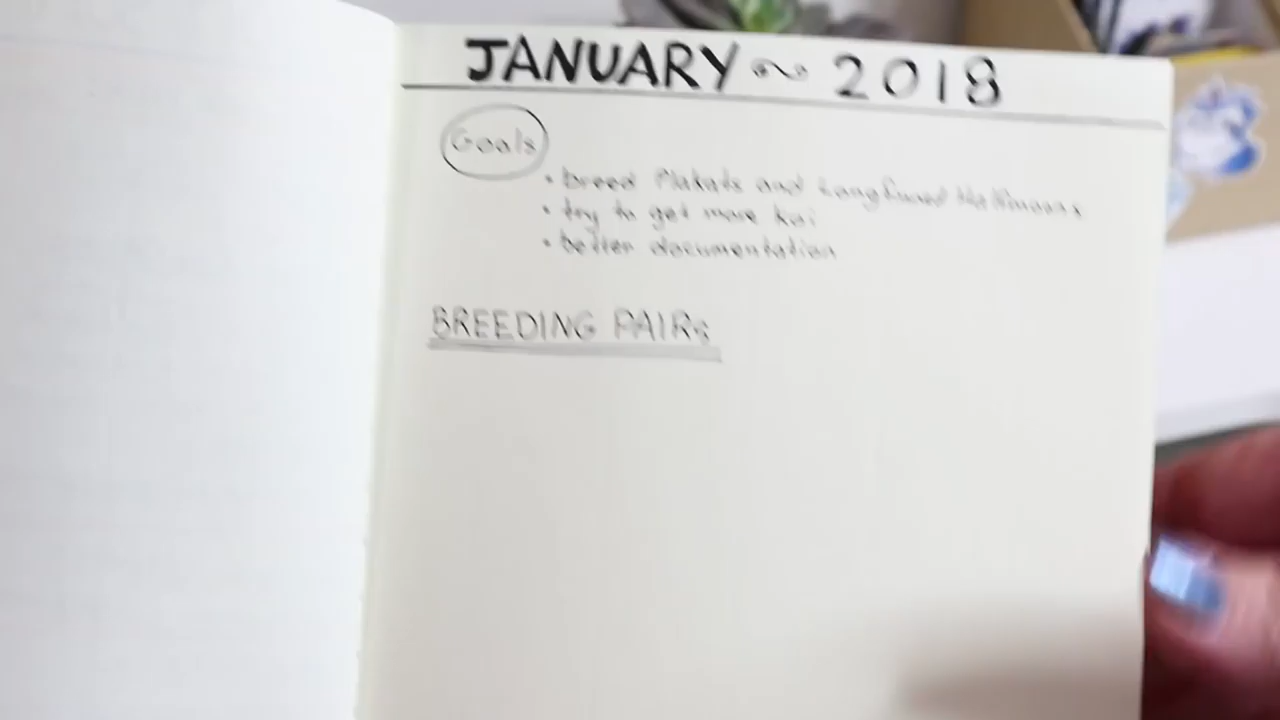 JANUARY ~ 2018
Goals
• breed Plakats and Longfinned Halfmoons
• try to get more koi
• better documentation
BREEDING PAIRs